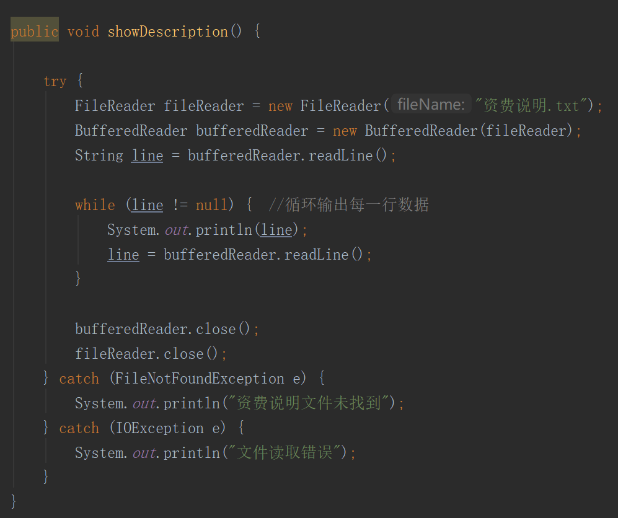 public void showDescription() {
try {
FileReader fileReader = new FileReader( fileName: "资费说明.txt");
BufferedReader bufferedReader = new BufferedReader(fileReader);
String line = bufferedReader.readLine();
while (line != null) { //循环输出每一行数据
System.out.println(line);
line = bufferedReader.readLine();
}
bufferedReader.close();
fileReader.close();
} catch (FileNotFoundException e) {
System.out.println("资费说明文件未找到");
} catch (IOException e) {
System.out.println("文件读取错误");
}
}